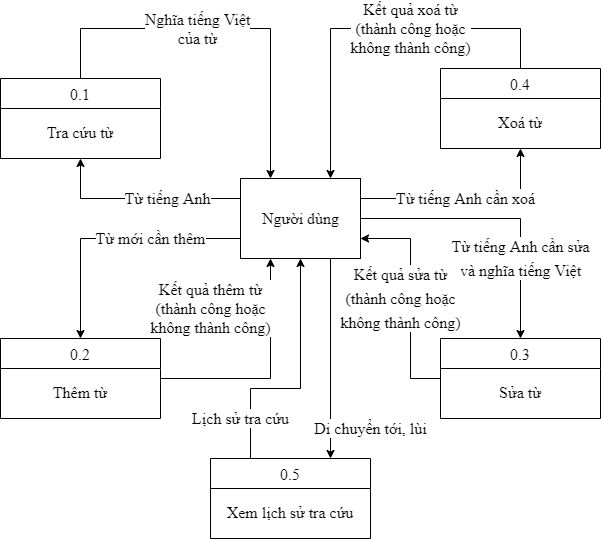 Nghĩa tiếng Việt
của từ
Kết quả xoá từ
(thành công hoặc
không thành công)
0.1
Tra cứu từ
0.4
Xoá từ
Từ tiếng Anh
Người dùng
Từ tiếng Anh cần xoá
Từ mới cần thêm
Từ tiếng Anh cần sửa
và nghĩa tiếng Việt
Kết quả thêm từ
(thành công hoặc
không thành công)
Kết quả sửa từ
(thành công hoặc
không thành công)
0.2
Thêm từ
0.3
Sửa từ
Lịch sử tra cứu
Di chuyển tới, lùi
0.5
Xem lịch sử tra cứu